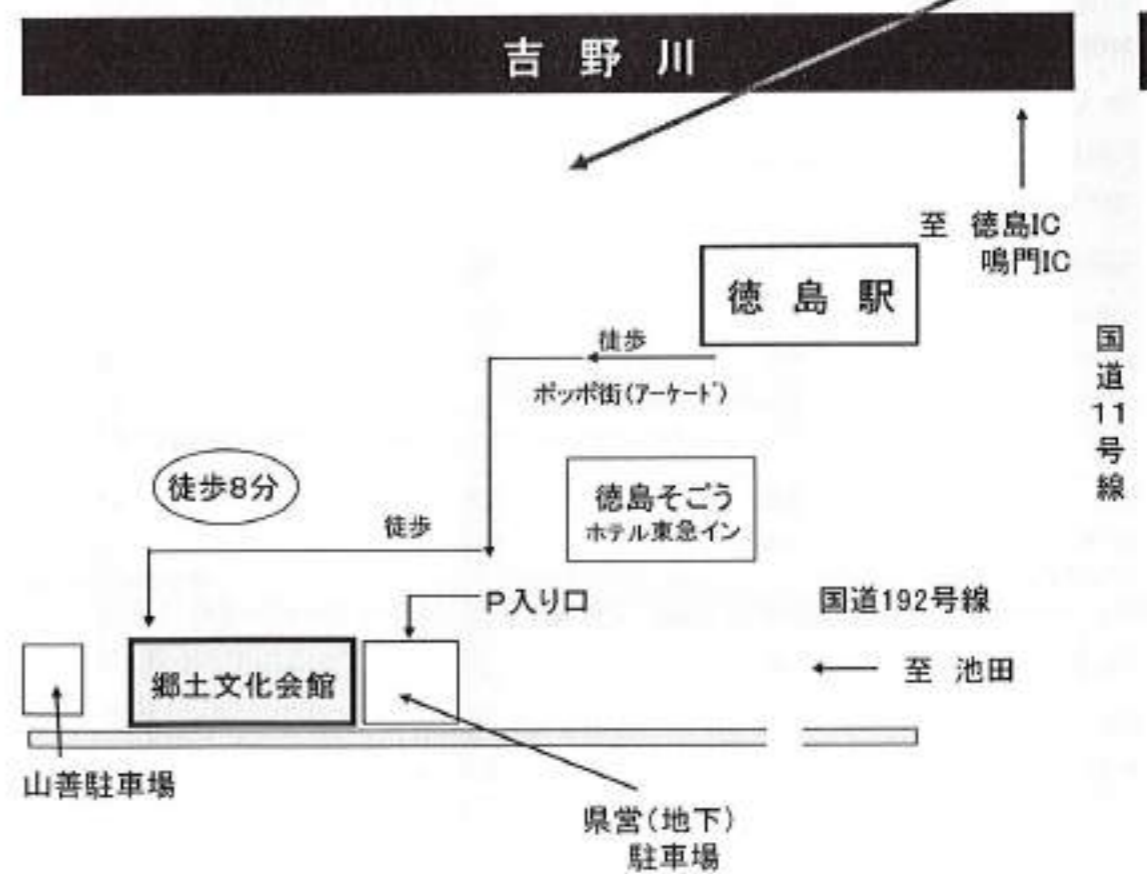 吉野川
至 徳島IC
鳴門IC
徳島駅
国道11号線
徒歩
ポッポ街(ｱｰｹｰﾄﾞ)
徒歩8分
徳島そごう
ホテル東急イン
徒歩
P入り口
国道192号線
郷土文化会館
至 池田
山善駐車場
県営(地下)
駐車場